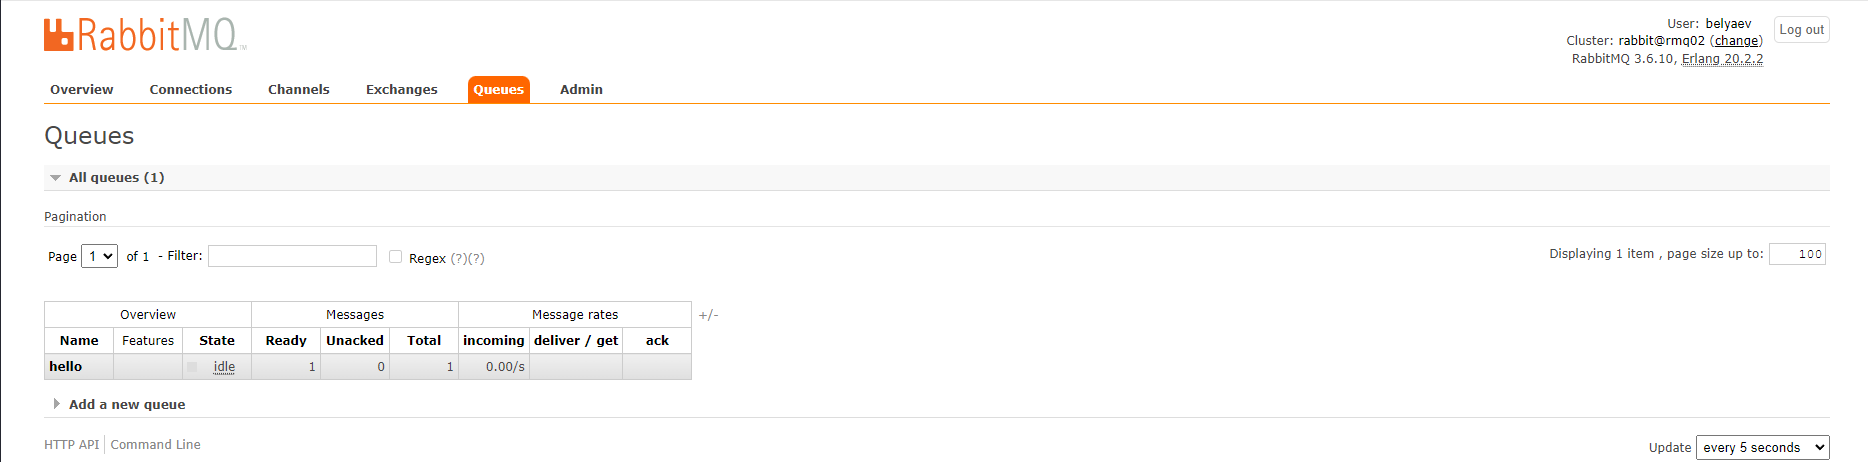 RabbitMQ™
User: belyaev
Log out
Cluster: rabbit@rmq02 (change)
RabbitMQ 3.6.10, Erlang 20.2.2
Overview Connections Channels Exchanges Queues Admin
Queues
All queues (1)
Pagination
Page 1 of 1 - Filter: Regex (?)(?)
Displaying 1 item , page size up to: 100
Overview Messages Message rates +/-
Name Features State Ready Unacked Total incoming deliver / get ack
hello idle 1 0 1 0.00/s
Add a new queue
HTTP API Command Line
Update every 5 seconds